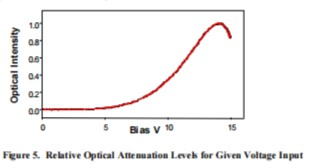 Optical Intensity
1.0
0.8
0.6
0.4
0.2
0.0
0 5 10 15
Bias V
Figure 5. Relative Optical Attenuation Levels for Given Voltage Input